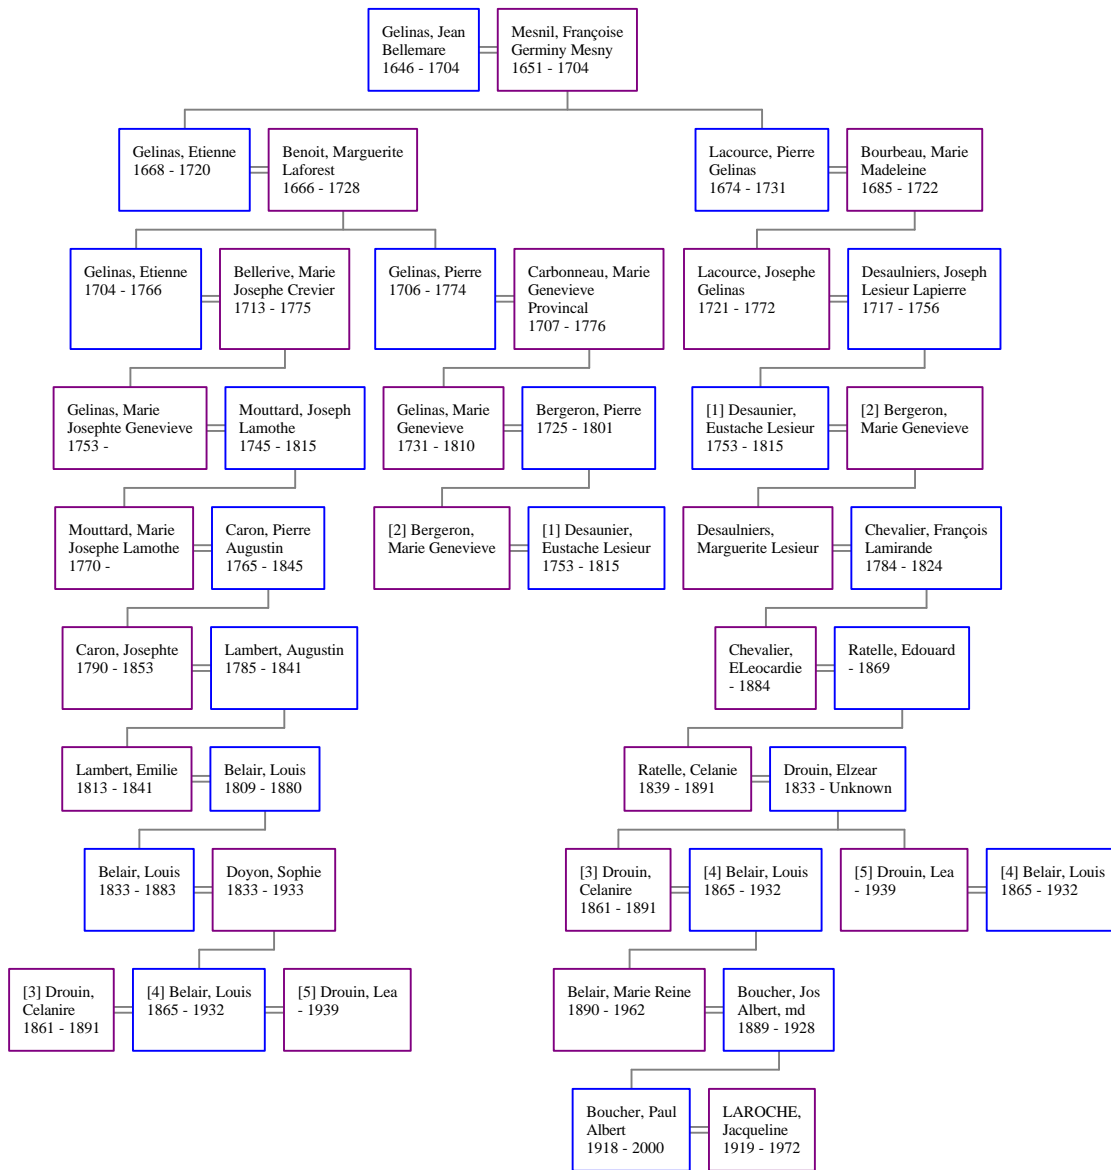 Gelinas, Jean
Bellemare
1646 - 1704
Mesnil, Françoise
Germiny Mesny
1651 - 1704
Gelinas, Etienne
1668 - 1720
Benoit, Marguerite
Laforest
1666 - 1728
Lacource, Pierre
Gelinas
1674 - 1731
Bourbeau, Marie
Madeleine
1685 - 1722
Gelinas, Etienne
1704 - 1766
Bellerive, Marie
Josephe Crevier
1713 - 1775
Gelinas, Pierre
1706 - 1774
Carbonneau, Marie
Genevieve
Provincal
1707 - 1776
Lacource, Josephe
Gelinas
1721 - 1772
Desaulniers, Joseph
Lesieur Lapierre
1717 - 1756
Gelinas, Marie
Josephte Genevieve
1753 -
Mouttard, Joseph
Lamothe
1745 - 1815
Gelinas, Marie
Genevieve
1731 - 1810
Bergeron, Pierre
1725 - 1801
[1] Desaunier,
Eustache Lesieur
1753 - 1815
[2] Bergeron,
Marie Genevieve
Mouttard, Marie
Josephe Lamothe
1770 -
Caron, Pierre
Augustin
1765 - 1845
[2] Bergeron,
Marie Genevieve
[1] Desaunier,
Eustache Lesieur
1753 - 1815
Desaulniers,
Marguerite Lesieur
Chevalier, François
Lamirande
1784 - 1824
Caron, Josephte
1790 - 1853
Lambert, Augustin
1785 - 1841
Chevalier,
ELeocardie
- 1884
Ratelle, Edouard
- 1869
Lambert, Emilie
1813 - 1841
Belair, Louis
1809 - 1880
Ratelle, Celanie
1839 - 1891
Drouin, Elzear
1833 - Unknown
Belair, Louis
1833 - 1883
Doyon, Sophie
1833 - 1933
[3] Drouin,
Celanire
1861 - 1891
[4] Belair, Louis
1865 - 1932
[5] Drouin, Lea
- 1939
[4] Belair, Louis
1865 - 1932
[3] Drouin,
Celanire
1861 - 1891
[4] Belair, Louis
1865 - 1932
[5] Drouin, Lea
- 1939
Belair, Marie Reine
1890 - 1962
Boucher, Jos
Albert, md
1889 - 1928
Boucher, Paul
Albert
1918 - 2000
LAROCHE,
Jacqueline
1919 - 1972